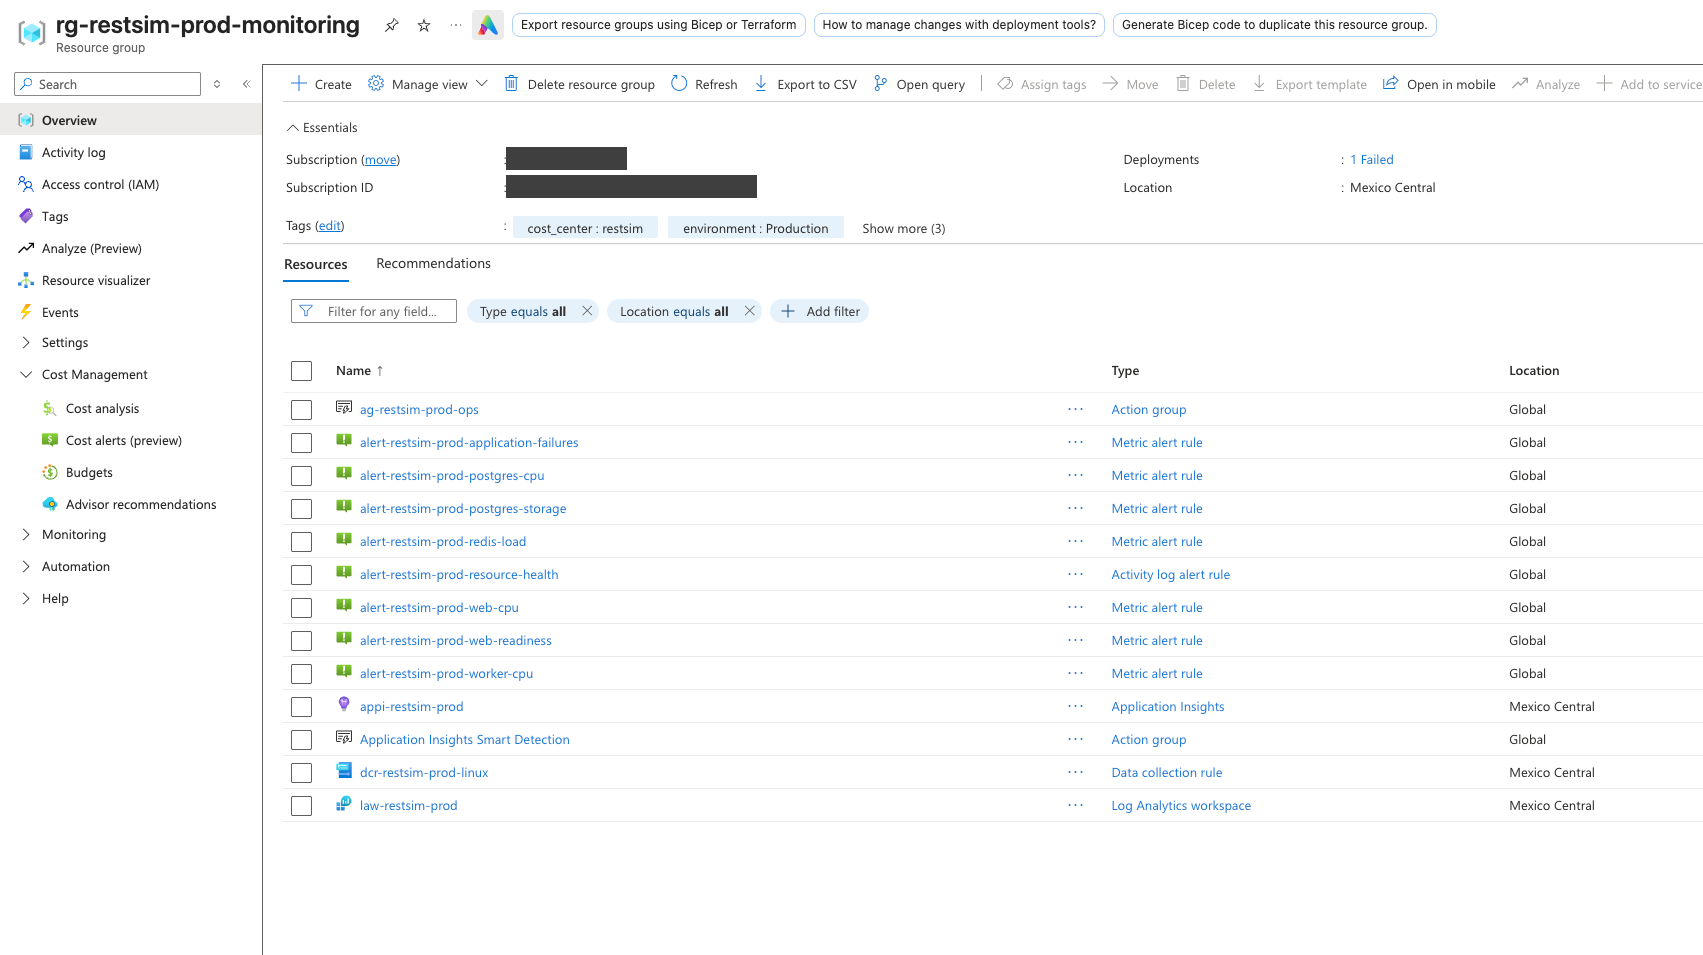 rg-restsim-prod-monitoring
Resource group
Export resource groups using Bicep or Terraform
How to manage changes with deployment tools?
Generate Bicep code to duplicate this resource group.
Search
Overview
Activity log
Access control (IAM)
Tags
Analyze (Preview)
Resource visualizer
Events
Settings
Cost Management
Cost analysis
Cost alerts (preview)
Budgets
Advisor recommendations
Monitoring
Automation
Help
Create Manage view Delete resource group Refresh Export to CSV Open query Assign tags Move Delete Export template Open in mobile Analyze Add to service
Essentials
Subscription (move) :
Deployments : 1 Failed
Subscription ID :
Location : Mexico Central
Tags (edit) : cost_center : restsim environment : Production Show more (3)
Resources Recommendations
Filter for any field... Type equals all Location equals all Add filter
Name ↑ Type Location
ag-restsim-prod-ops ··· Action group Global
alert-restsim-prod-application-failures ··· Metric alert rule Global
alert-restsim-prod-postgres-cpu ··· Metric alert rule Global
alert-restsim-prod-postgres-storage ··· Metric alert rule Global
alert-restsim-prod-redis-load ··· Metric alert rule Global
alert-restsim-prod-resource-health ··· Activity log alert rule Global
alert-restsim-prod-web-cpu ··· Metric alert rule Global
alert-restsim-prod-web-readiness ··· Metric alert rule Global
alert-restsim-prod-worker-cpu ··· Metric alert rule Global
appi-restsim-prod ··· Application Insights Mexico Central
Application Insights Smart Detection ··· Action group Global
dcr-restsim-prod-linux ··· Data collection rule Mexico Central
law-restsim-prod ··· Log Analytics workspace Mexico Central